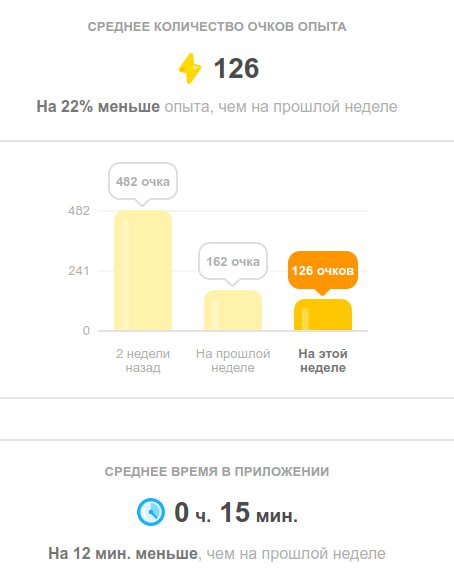 СРЕДНЕЕ КОЛИЧЕСТВО ОЧКОВ ОПЫТА
126
На 22% меньше опыта, чем на прошлой неделе
482 очка
482
162 очка
241
126 очков
0
2 недели На прошлой На этой
назад неделе неделе
СРЕДНЕЕ ВРЕМЯ В ПРИЛОЖЕНИИ
0 ч. 15 мин.
На 12 мин. меньше, чем на прошлой неделе